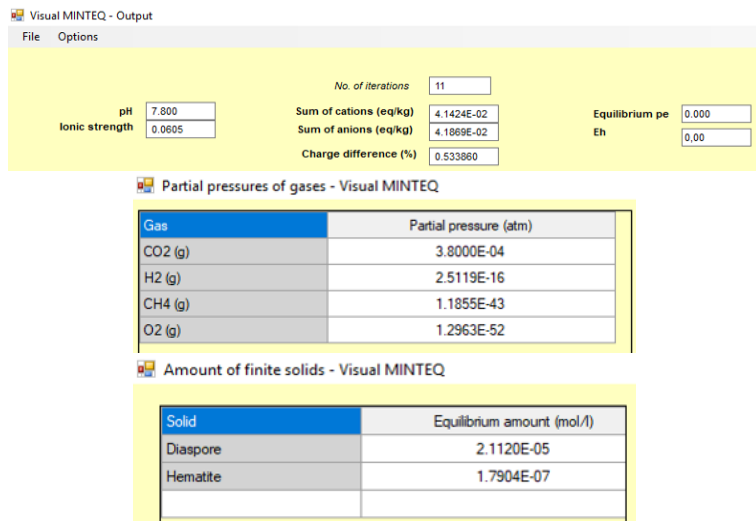 Visual MINTEQ - Output
File Options
No. of iterations 11
pH 7.800 Sum of cations (eq/kg) 4.1424E-02 Equilibrium pe 0.000
Ionic strength 0.0605 Sum of anions (eq/kg) 4.1869E-02 Eh 0,00
Charge difference (%) 0.533860
Partial pressures of gases - Visual MINTEQ
Gas Partial pressure (atm)
CO2 (g) 3.8000E-04
H2 (g) 2.5119E-16
CH4 (g) 1.1855E-43
O2 (g) 1.2963E-52
Amount of finite solids - Visual MINTEQ
Solid Equilibrium amount (mol/l)
Diaspore 2.1120E-05
Hematite 1.7904E-07